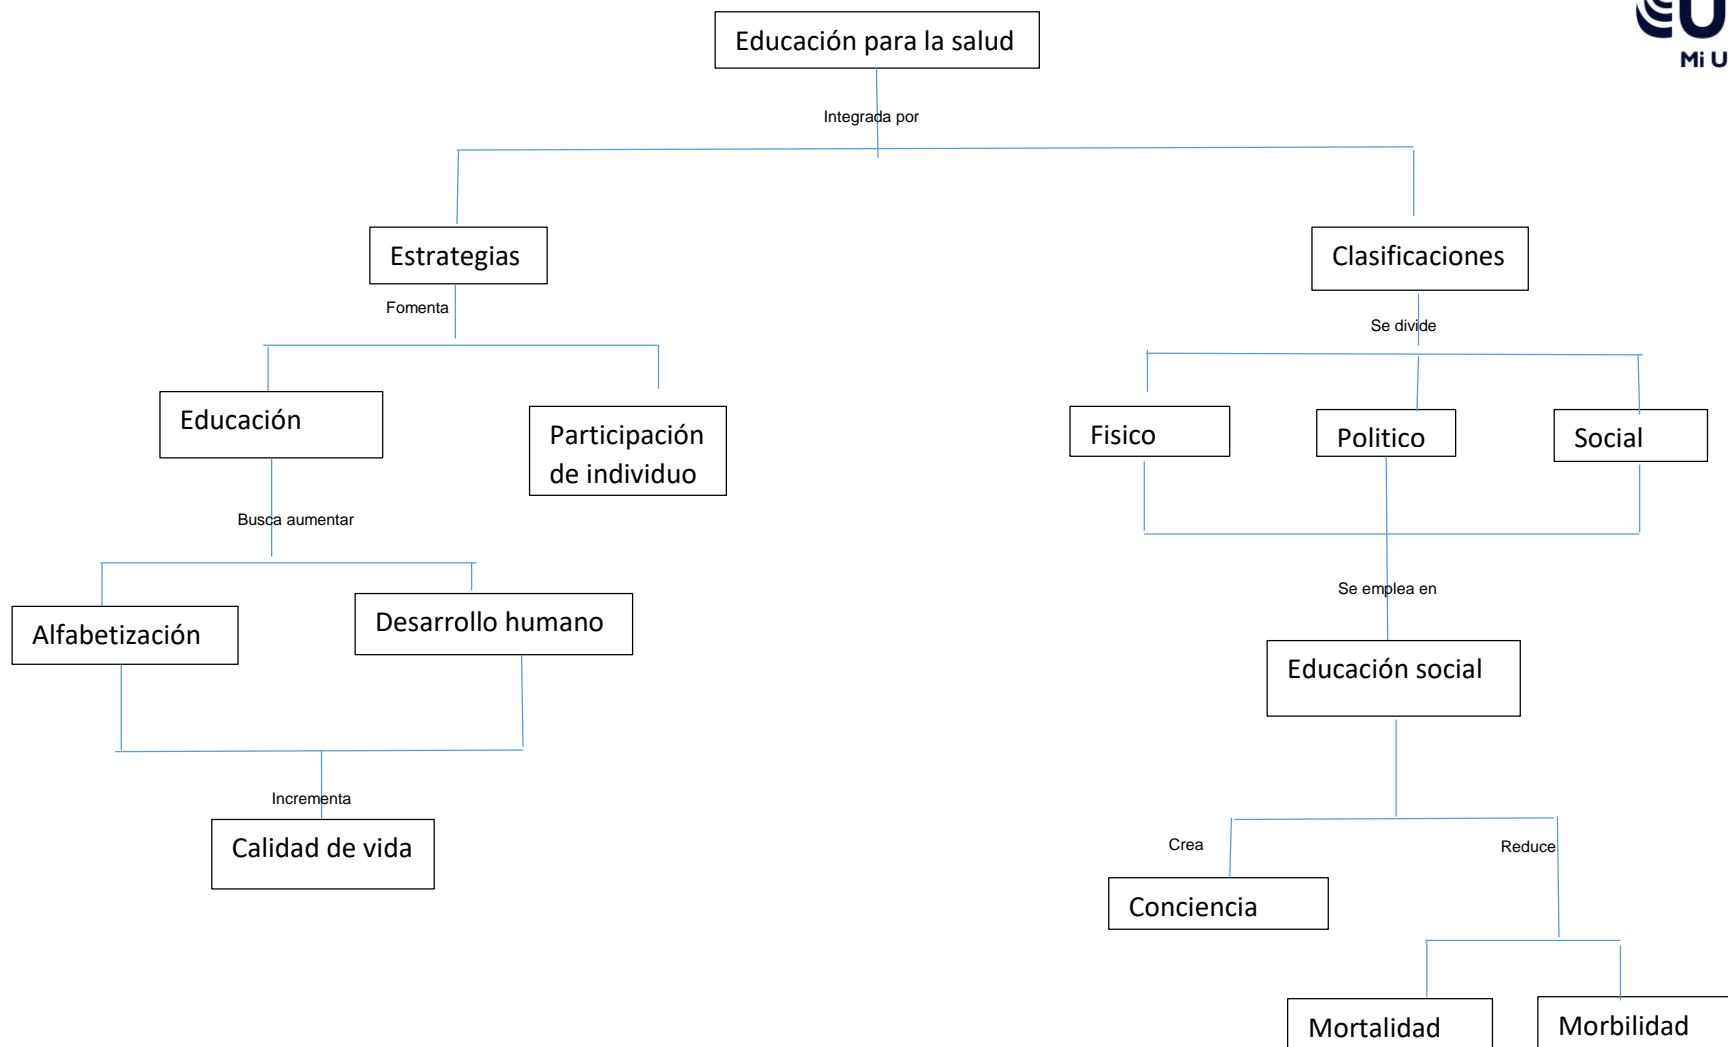 Educación para la salud
U
Mi U
Integrada por
Estrategias
Clasificaciones
Fomenta
Se divide
Educación
Participación
de individuo
Fisico
Politico
Social
Busca aumentar
Se emplea en
Alfabetización
Desarrollo humano
Educación social
Incrementa
Calidad de vida
Crea
Reduce
Conciencia
Mortalidad
Morbilidad